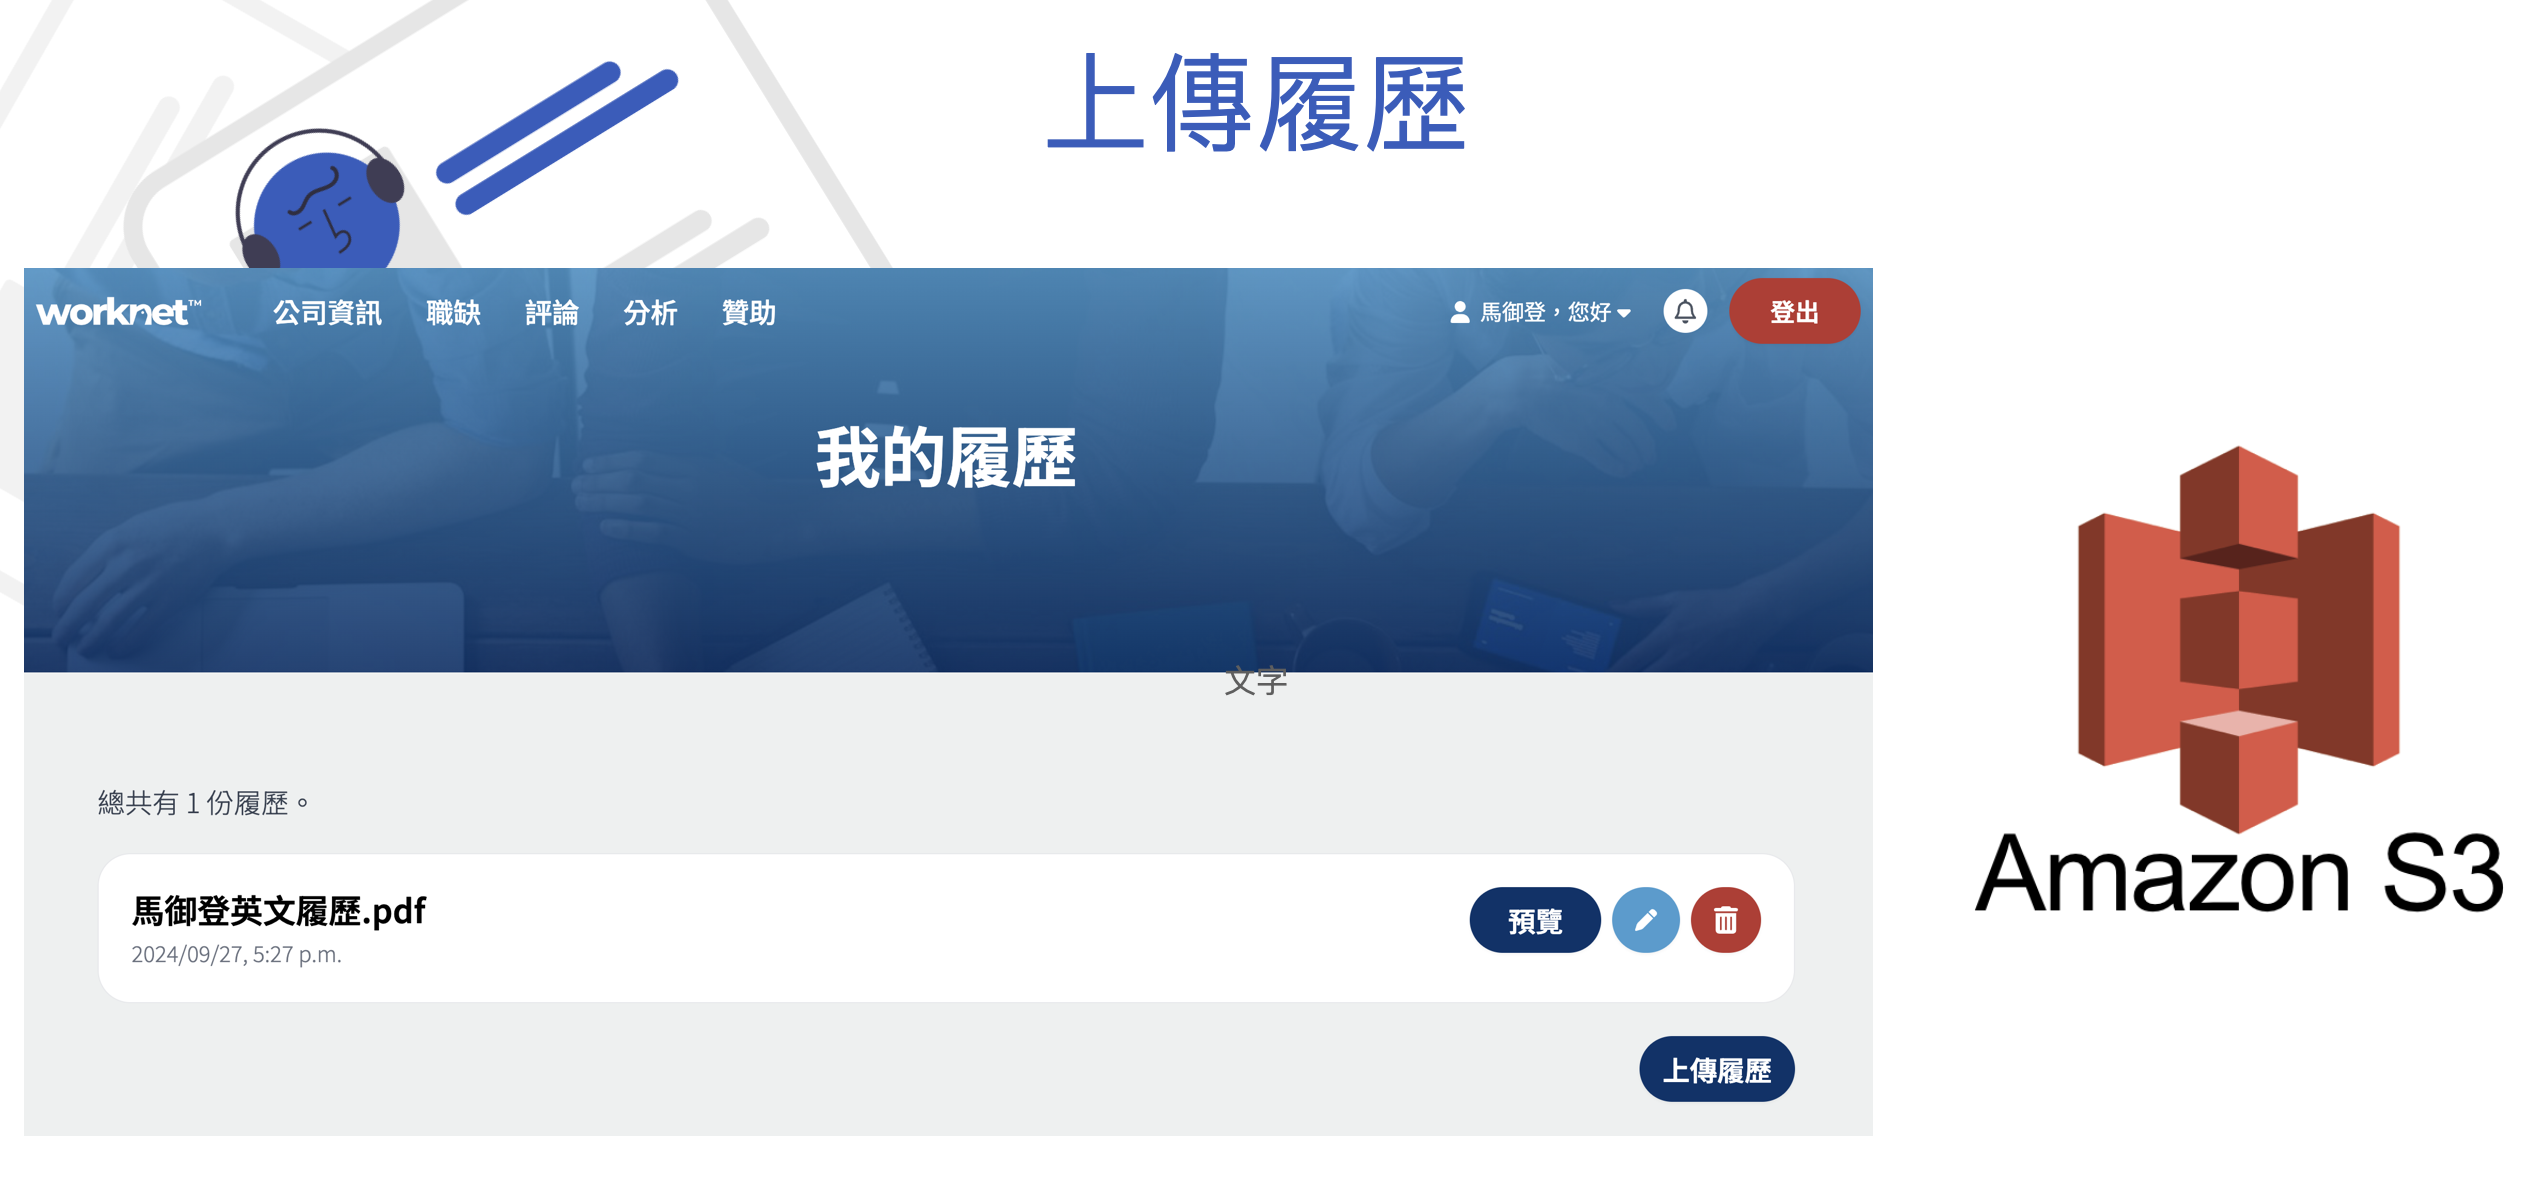 上傳履歷
worknet™ 公司資訊 職缺 評論 分析 贊助 馬御登，您好 登出
我的履歷
文字
總共有 1 份履歷。
馬御登英文履歷.pdf
2024/09/27, 5:27 p.m.
預覽
上傳履歷
Amazon S3